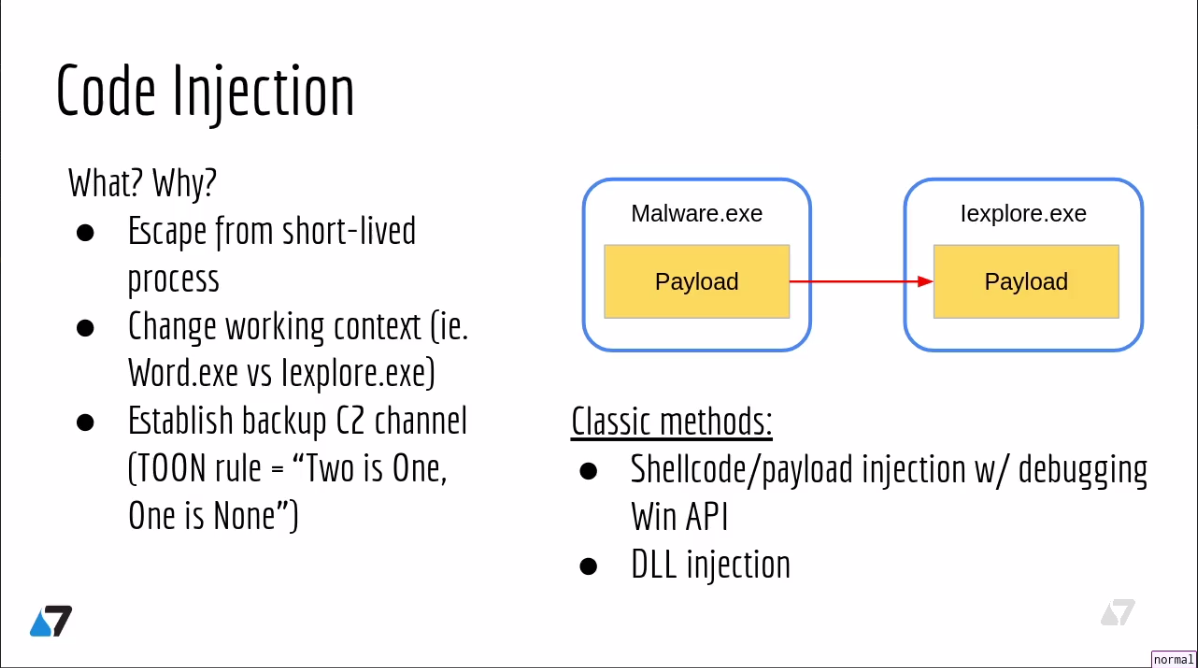 Code Injection
What? Why?
● Escape from short-lived
process
● Change working context (ie.
Word.exe vs Iexplore.exe)
● Establish backup C2 channel
(TOON rule = “Two is One,
One is None”)
Malware.exe
Payload
Iexplore.exe
Payload
Classic methods:
● Shellcode/payload injection w/ debugging
Win API
● DLL injection
7
7
normal